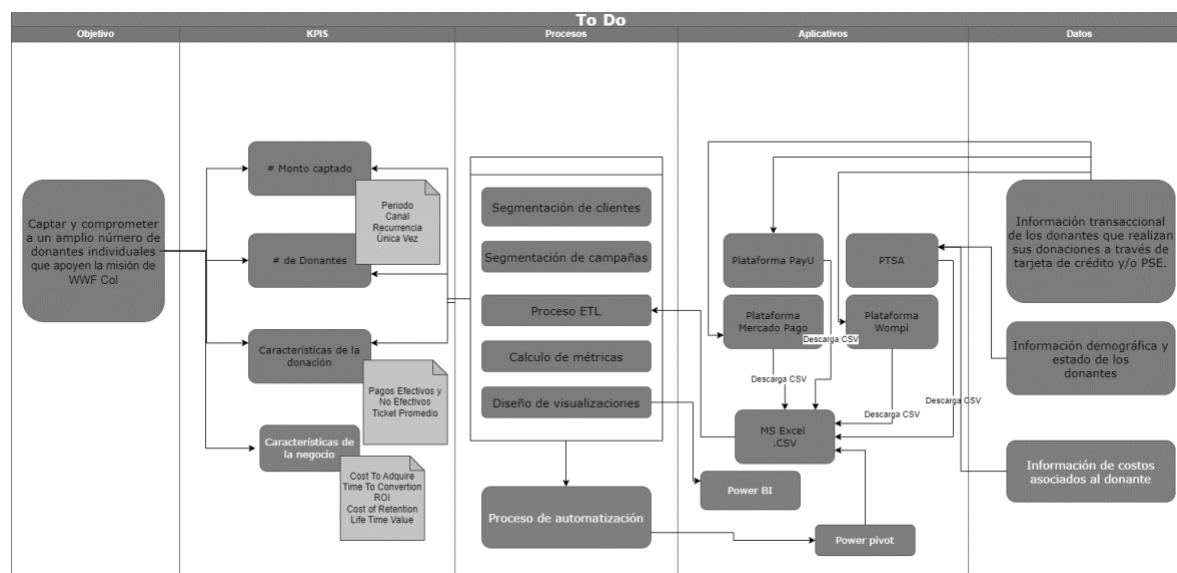 To Do
Objetivo
KPIS
Procesos
Aplicativos
Datos
Captar y comprometer
a un amplio número de
donantes individuales
que apoyen la misión de
WWF Col
# Monto captado
Periodo
Canal
Recurrencia
Única Vez
# de Donantes
Características de la
donación
Pagos Efectivos y
No Efectivos
Ticket Promedio
Características de
la negocio
Cost To Adquire
Time To Convertion
ROI
Cost of Retention
Life Time Value
Segmentación de clientes
Segmentación de campañas
Proceso ETL
Calculo de métricas
Diseño de visualizaciones
Proceso de automatización
Plataforma PayU
PTSA
Plataforma
Mercado Pago
Plataforma
Wompi
Descarga CSV
Descarga CSV
Descarga CSV
Descarga CSV
MS Excel
.CSV
Power BI
Power pivot
Información transaccional
de los donantes que realizan
sus donaciones a través de
tarjeta de crédito y/o PSE.
Información demográfica y
estado de los
donantes
Información de costos
asociados al donante